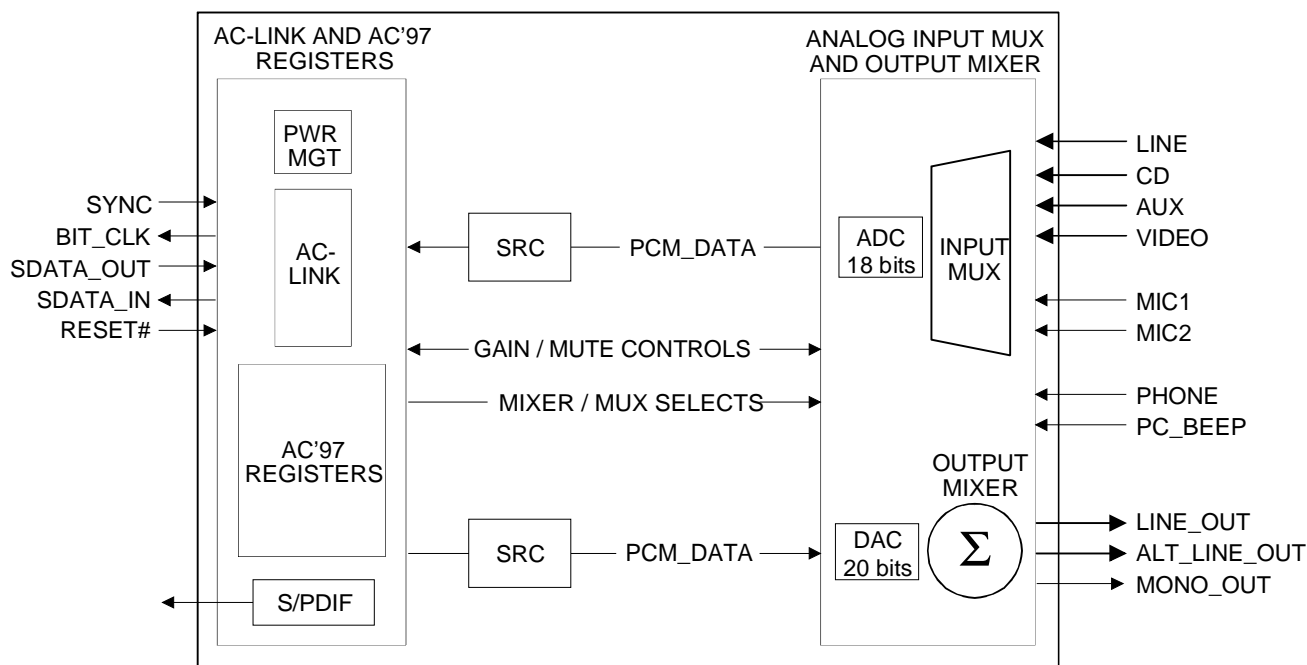 AC-LINK AND AC'97
REGISTERS
PWR
MGT
AC-
LINK
AC'97
REGISTERS
S/PDIF
SYNC
BIT_CLK
SDATA_OUT
SDATA_IN
RESET#
SRC
PCM_DATA
GAIN / MUTE CONTROLS
MIXER / MUX SELECTS
SRC
PCM_DATA
ANALOG INPUT MUX
AND OUTPUT MIXER
ADC
18 bits
INPUT
MUX
OUTPUT
MIXER
DAC
20 bits
Σ
LINE
CD
AUX
VIDEO
MIC1
MIC2
PHONE
PC_BEEP
LINE_OUT
ALT_LINE_OUT
MONO_OUT